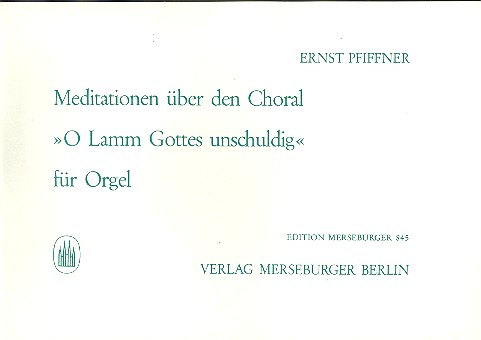 ERNST PFIFFNER
Meditationen über den Choral
»O Lamm Gottes unschuldig«
für Orgel
EDITION MERSEBURGER 845
VERLAG MERSEBURGER BERLIN